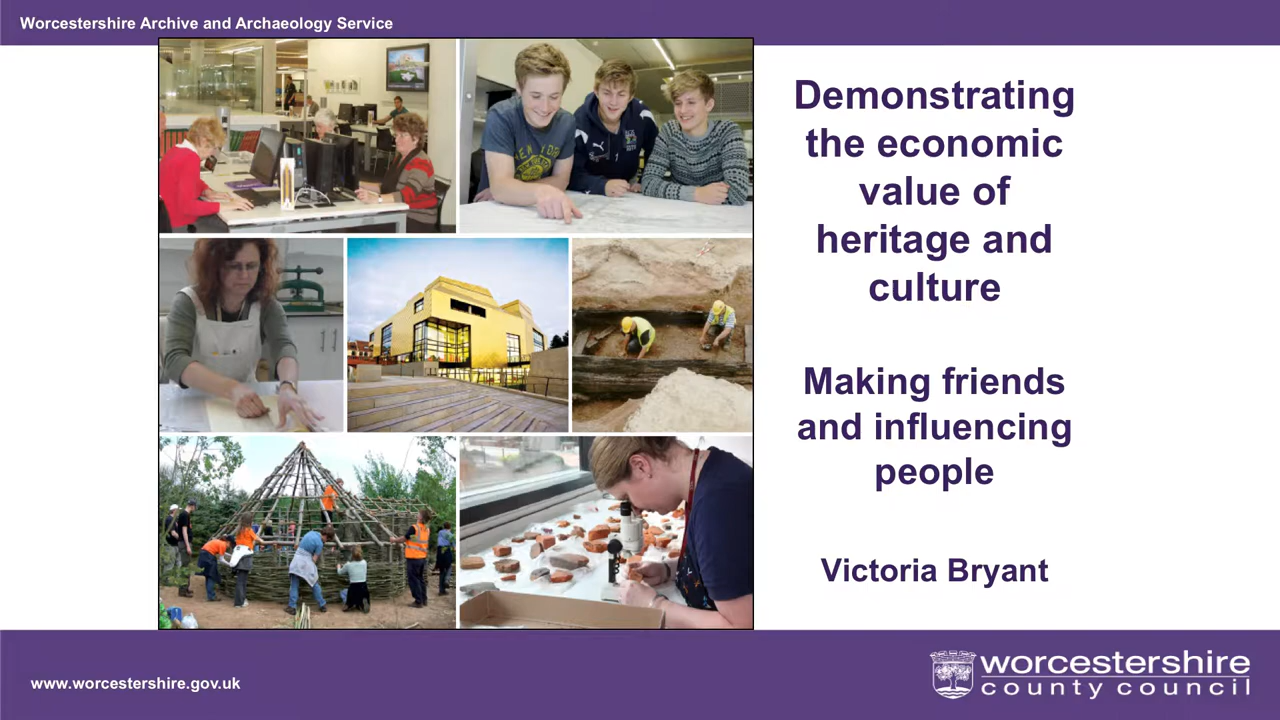 Worcestershire Archive and Archaeology Service
Demonstrating
the economic
value of
heritage and
culture
Making friends
and influencing
people
Victoria Bryant
www.worcestershire.gov.uk
worcestershire
county council